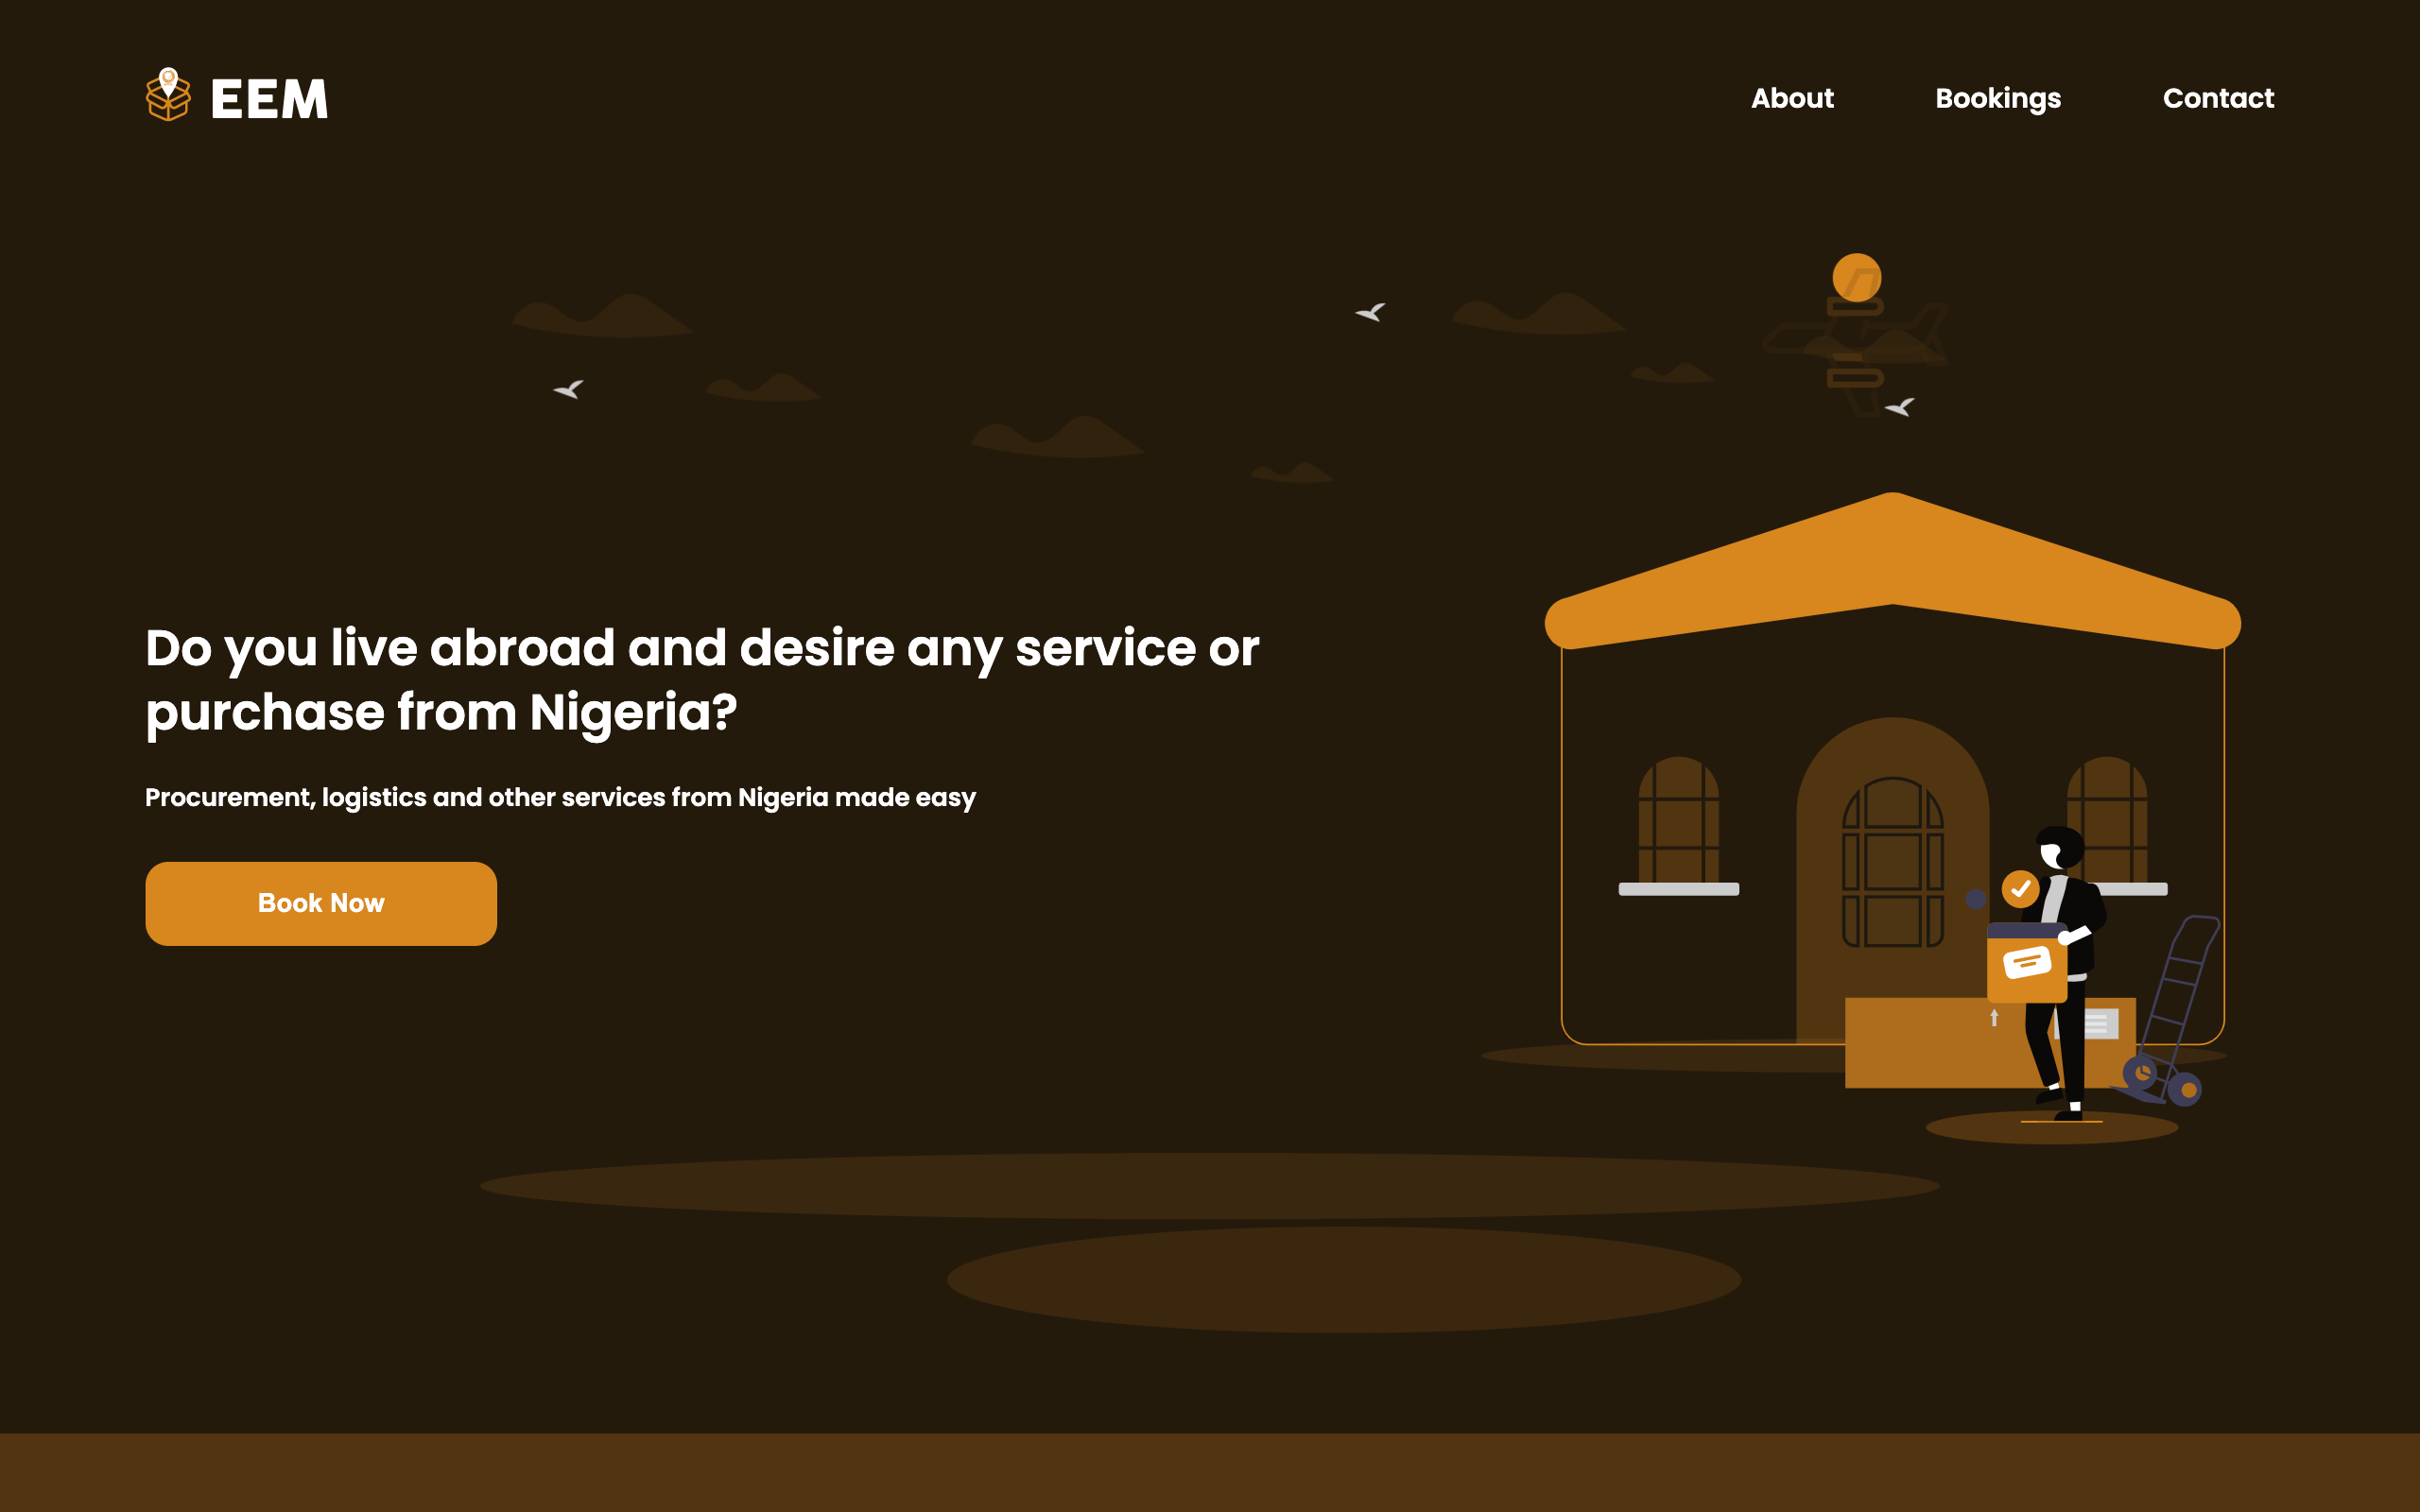 EEM
About
Bookings
Contact
Do you live abroad and desire any service or
purchase from Nigeria?
Procurement, logistics and other services from Nigeria made easy
Book Now